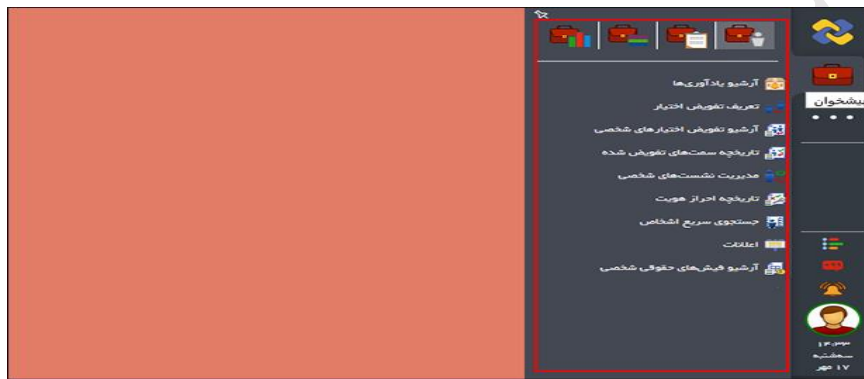 پیشخوان
آرشیو یادآوری‌ها
تعریف تفویض اختیار
آرشیو تفویض اختیارهای شخصی
تاریخچه سمت‌های تفویض شده
مدیریت نشست‌های شخصی
تاریخچه احراز هویت
جستجوی سریع اشخاص
اعلانات
آرشیو فیش‌های حقوقی شخصی
سه‌شنبه
۱۷ مهر